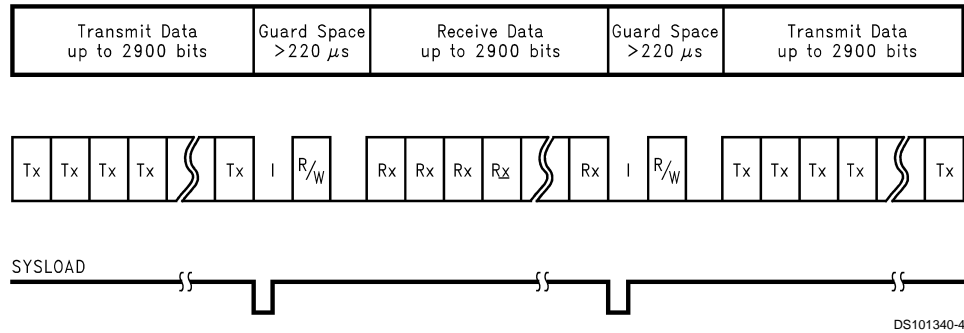 Transmit Data
up to 2900 bits
Guard Space
>220 μs
Receive Data
up to 2900 bits
Guard Space
>220 μs
Transmit Data
up to 2900 bits
Tx Tx Tx Tx Tx I R/W Rx Rx Rx Rx Rx I R/W Tx Tx Tx Tx Tx
SYSLOAD
DS101340-4